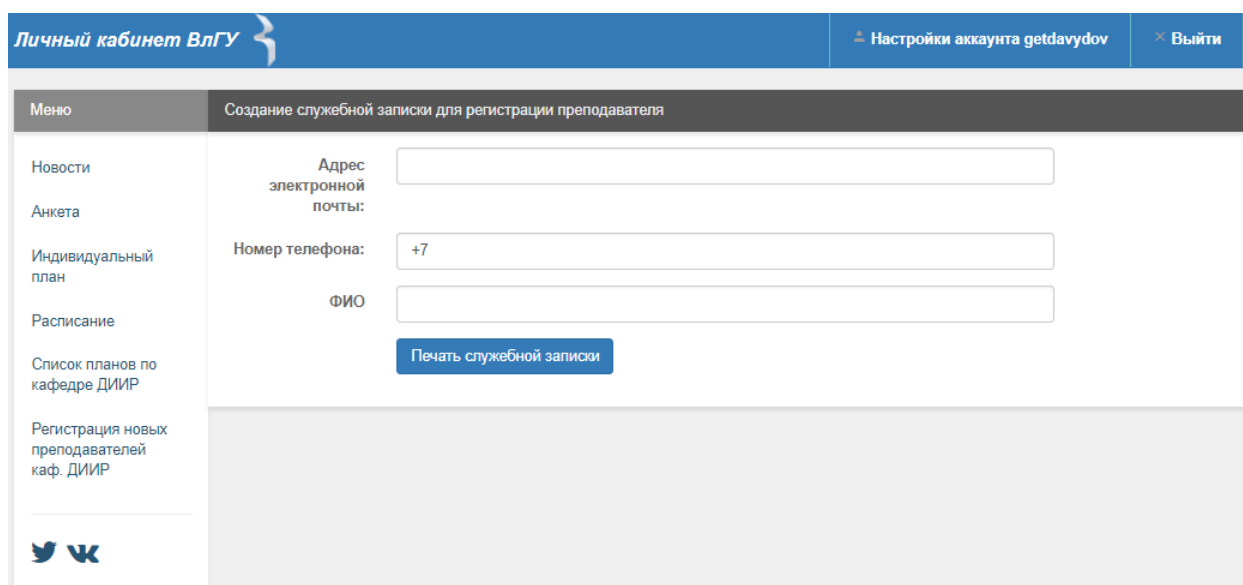 Личный кабинет ВлГУ
Настройки аккаунта getdavydov
Выйти
Меню
Новости
Анкета
Индивидуальный
план
Расписание
Список планов по
кафедре ДИИР
Регистрация новых
преподавателей
каф. ДИИР
Создание служебной записки для регистрации преподавателя
Адрес
электронной
почты:
Номер телефона:
+7
ФИО
Печать служебной записки